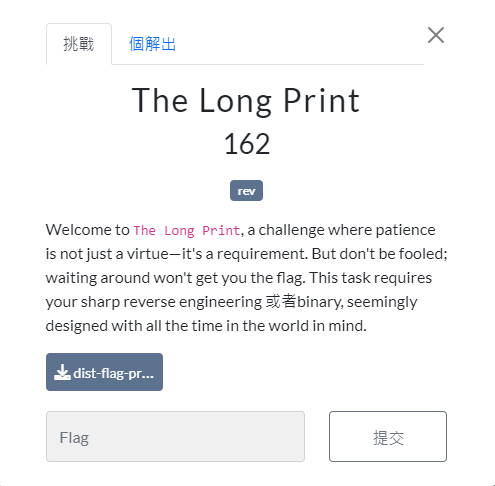 挑戰
個解出
The Long Print
162
rev
Welcome to The Long Print, a challenge where patience
is not just a virtue—it's a requirement. But don't be fooled;
waiting around won't get you the flag. This task requires
your sharp reverse engineering 或者binary, seemingly
designed with all the time in the world in mind.
dist-flag-pr...
Flag
提交